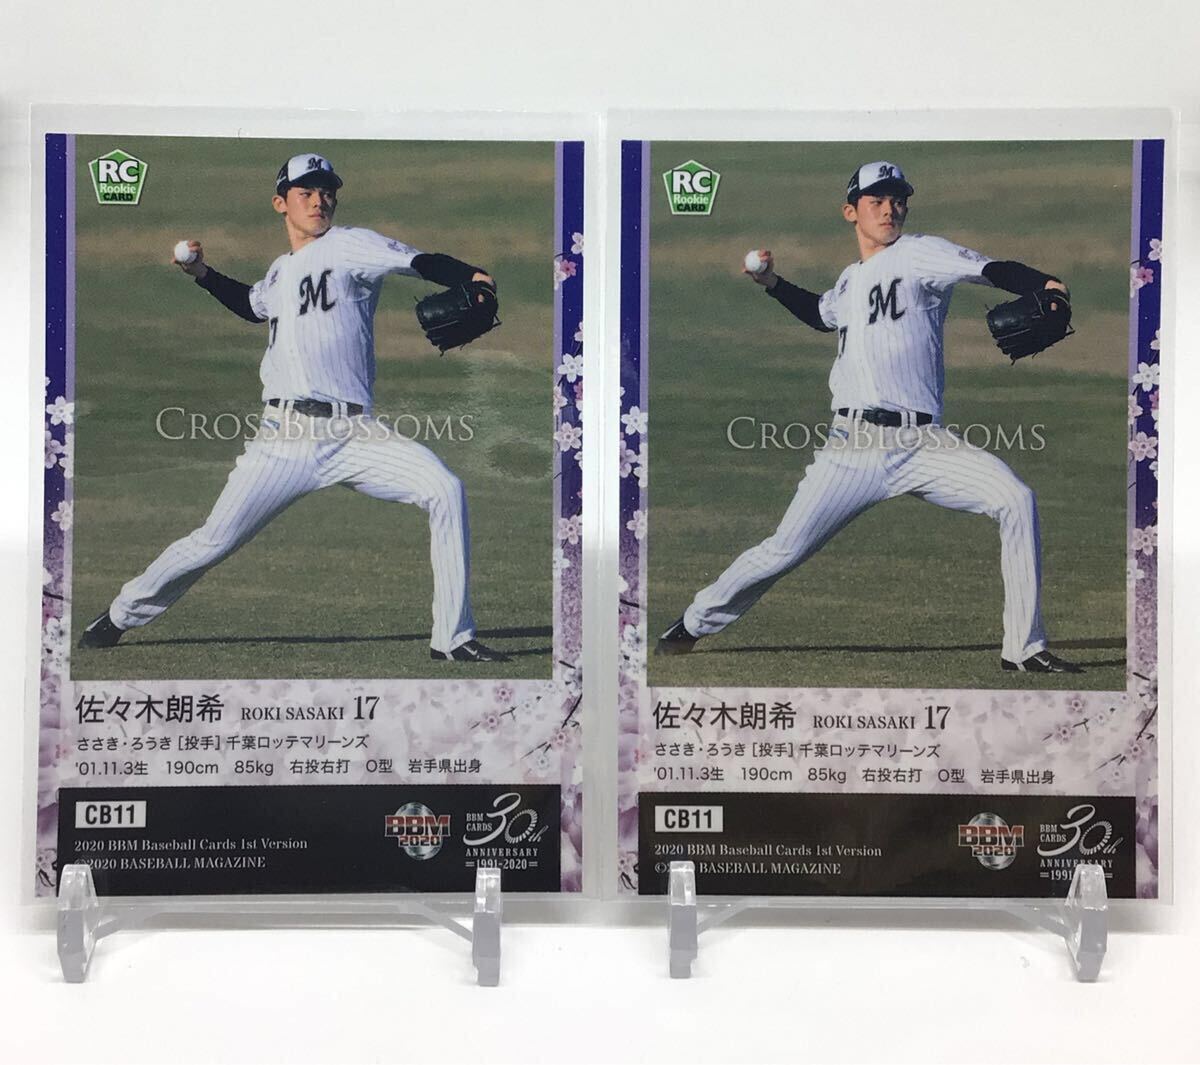 RC
Rookie
CARD
M
M
17
CROSSBLOSSOMS
佐々木朗希 ROKI SASAKI 17
ささき・ろうき［投手］千葉ロッテマリーンズ
'01.11.3生 190cm 85kg 右投右打 O型 岩手県出身
CB11
2020 BBM Baseball Cards 1st Version
©2020 BASEBALL MAGAZINE
BBM
2020
BBM
CARDS
30th
ANNIVERSARY
1991-2020
RC
Rookie
CARD
M
M
17
CROSSBLOSSOMS
佐々木朗希 ROKI SASAKI 17
ささき・ろうき［投手］千葉ロッテマリーンズ
'01.11.3生 190cm 85kg 右投右打 O型 岩手県出身
CB11
2020 BBM Baseball Cards 1st Version
©2020 BASEBALL MAGAZINE
BBM
2020
BBM
CARDS
30th
ANNIVERSARY